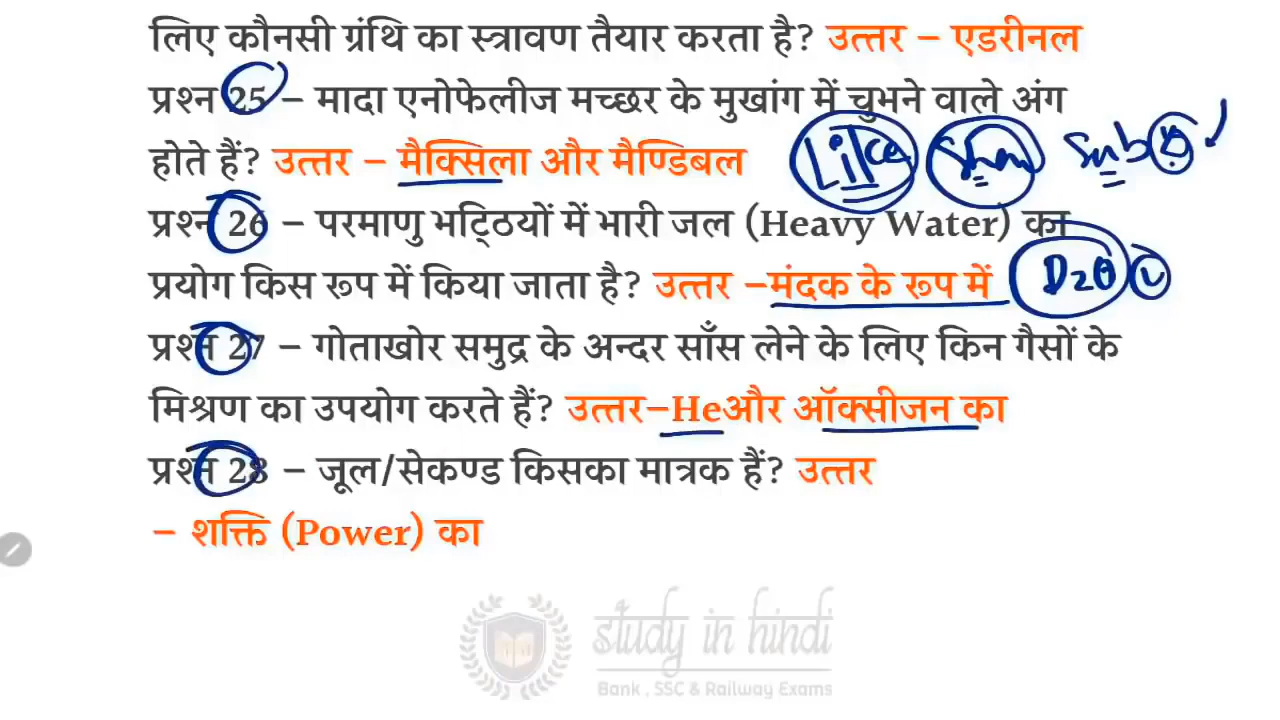 लिए कौनसी ग्रंथि का स्त्रावण तैयार करता है? उत्तर – एडरीनल
प्रश्न 25 – मादा एनोफेलीज मच्छर के मुखांग में चुभने वाले अंग
होते हैं? उत्तर – मैक्सिला और मैण्डिबल Like
प्रश्न 26 – परमाणु भट्ठियों में भारी जल (Heavy Water) का
प्रयोग किस रूप में किया जाता है? उत्तर –मंदक के रूप में D2O
प्रश्न 27 – गोताखोर समुद्र के अन्दर साँस लेने के लिए किन गैसों के
मिश्रण का उपयोग करते हैं? उत्तर–Heऔर ऑक्सीजन का
प्रश्न 28 – जूल/सेकण्ड किसका मात्रक हैं? उत्तर
– शक्ति (Power) का
study in hindi
Bank , SSC & Railway Exams